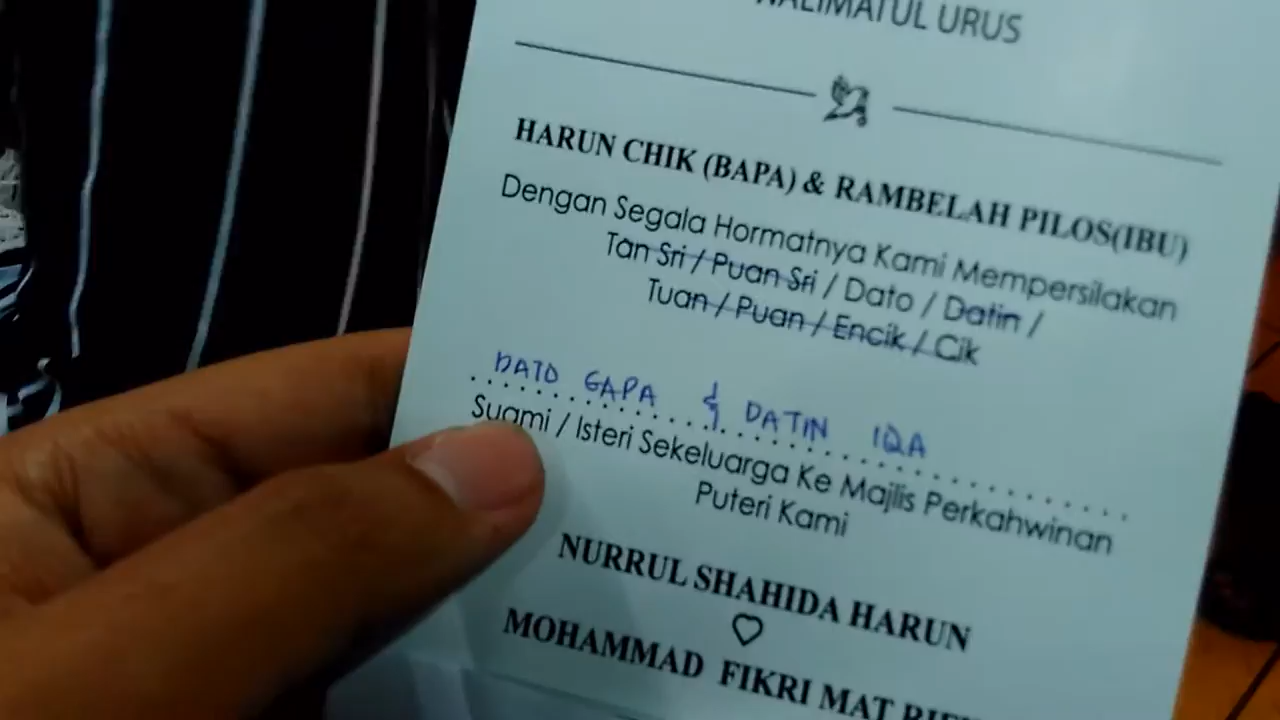 WALIMATUL URUS
HARUN CHIK (BAPA) & RAMBELAH PILOS(IBU)
Dengan Segala Hormatnya Kami Mempersilakan
Tan Sri / Puan Sri / Dato / Datin /
Tuan / Puan / Encik / Cik
DATO GAPA & DATIN IQA
Suami / Isteri Sekeluarga Ke Majlis Perkahwinan
Puteri Kami
NURRUL SHAHIDA HARUN
MOHAMMAD FIKRI MAT